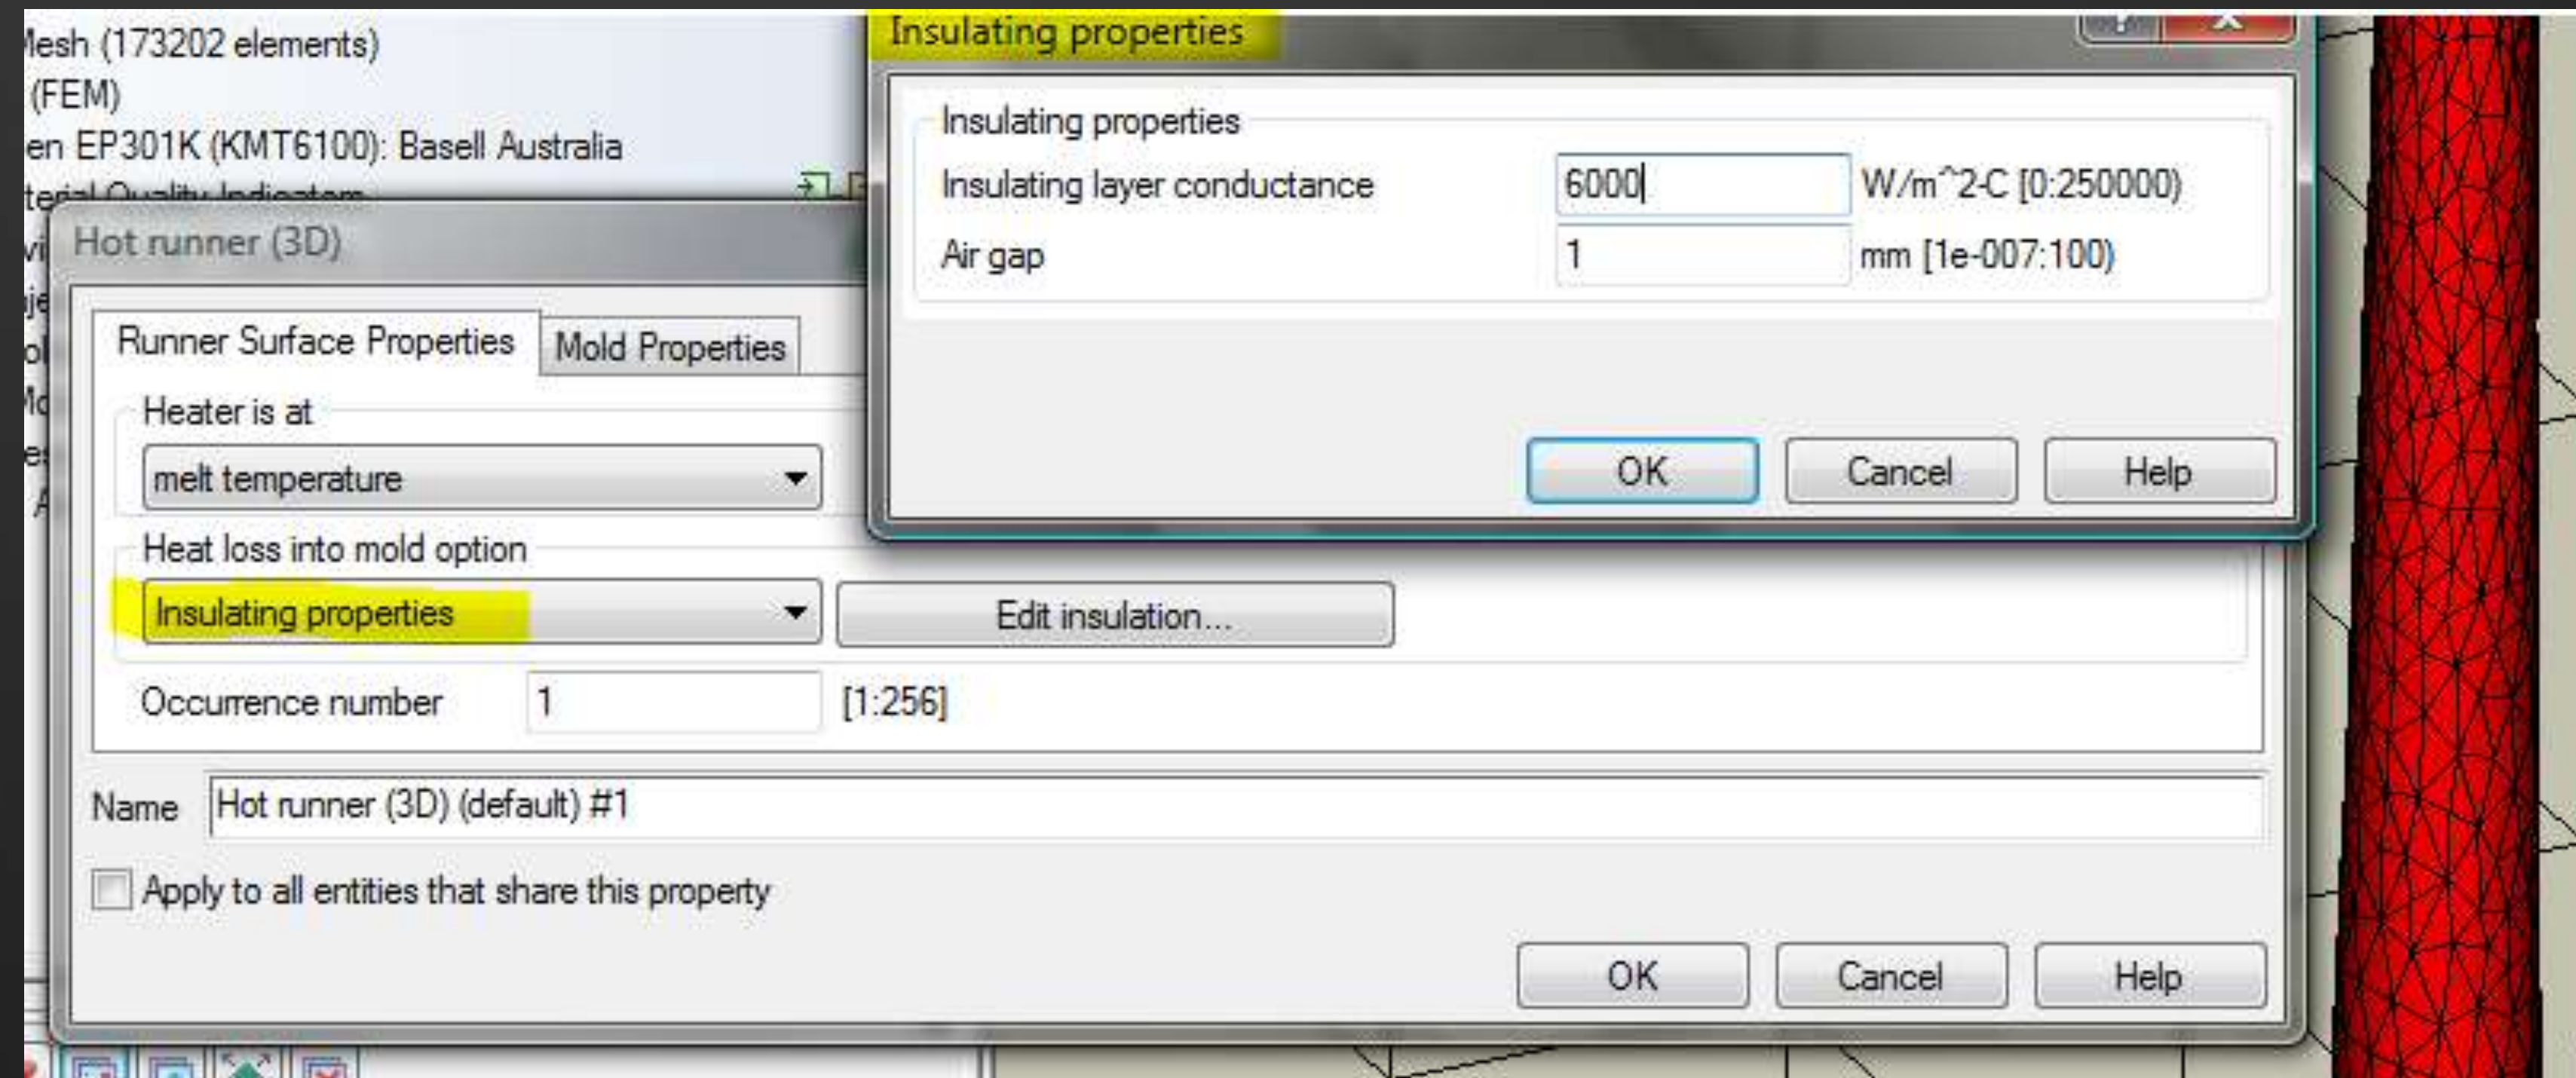 Mesh (173202 elements)
(FEM)
en EP301K (KMT6100): Basell Australia
terial Quality Indicators
Insulating properties
Insulating properties
Insulating layer conductance 6000 W/m^2-C [0:250000)
Air gap 1 mm [1e-007:100)
OK Cancel Help
Hot runner (3D)
Runner Surface Properties Mold Properties
Heater is at
melt temperature
Heat loss into mold option
Insulating properties Edit insulation...
Occurrence number 1 [1:256]
Name Hot runner (3D) (default) #1
Apply to all entities that share this property
OK Cancel Help